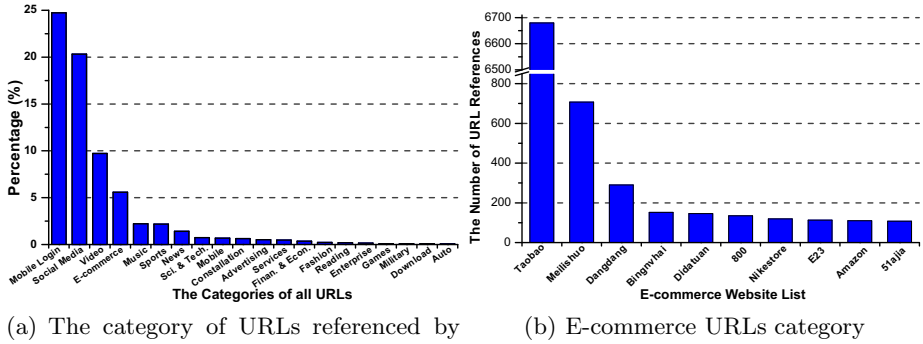 25
20
15
10
5
0
Percentage (%)
Mobile Login
Social Media
Video
E-commerce
Music
Sports
News
Sci. & Tech.
Mobile
Constallation
Advertising
Services
Finan. & Econ.
Fashion
Reading
Enterprise
Games
Military
Download
Auto
The Categories of all URLs
6700
6600
6500
800
600
400
200
0
The Number of URL References
Taobao
Meilishuo
Dangdang
Bingnvhai
Didatuan
800
Nikestore
E23
Amazon
51ajia
E-commerce Website List
(a) The category of URLs referenced by
(b) E-commerce URLs category